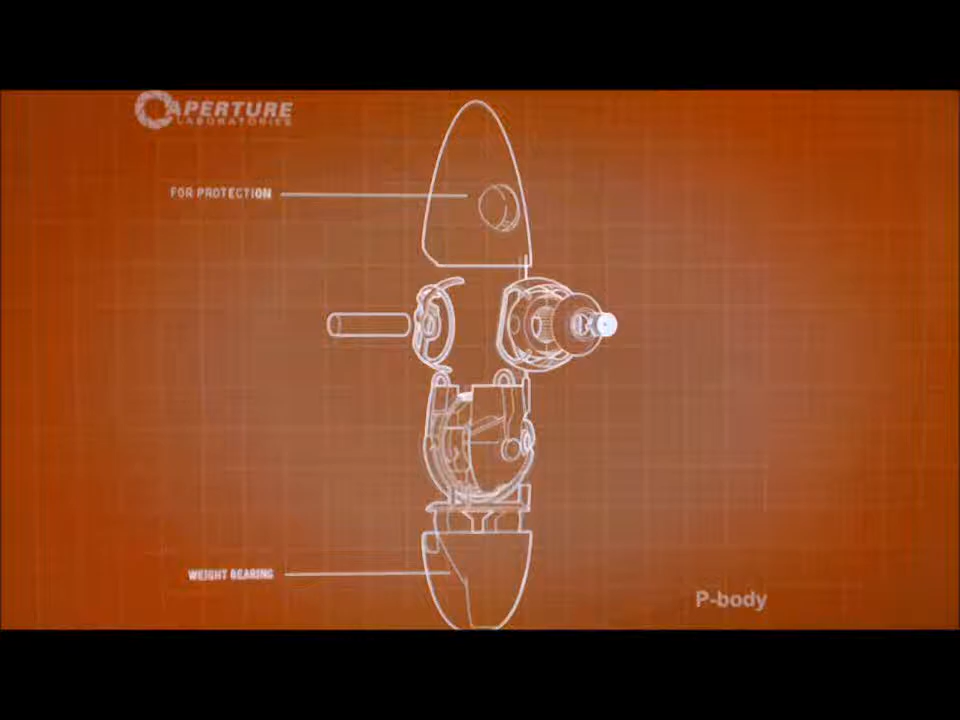 APERTURE
LABORATORIES
FOR PROTECTION
WEIGHT BEARING
P-body